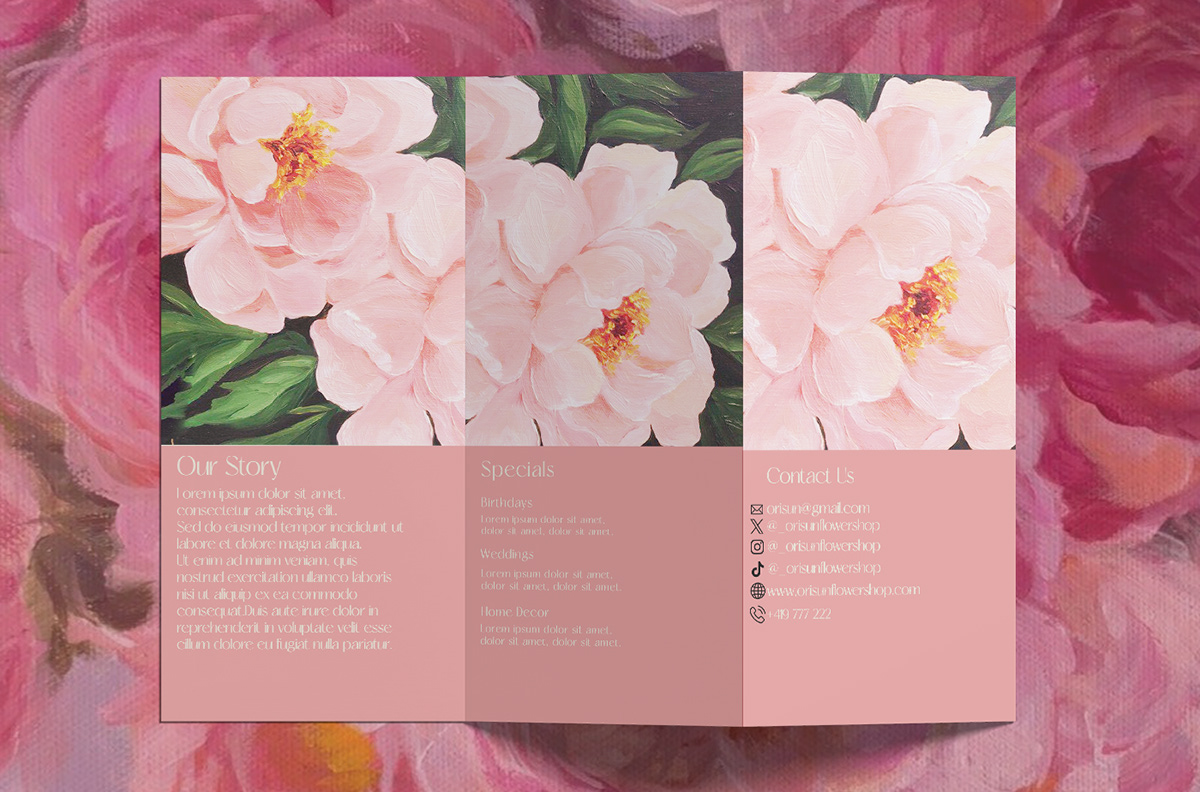 Our Story
Lorem ipsum dolor sit amet,
consectetur adipiscing elit.
Sed do eiusmod tempor incididunt ut
labore et dolore magna aliqua.
Ut enim ad minim veniam, quis
nostrud exercitation ullamco laboris
nisi ut aliquip ex ea commodo
consequat.Duis aute irure dolor in
reprehenderit in voluptate velit esse
cillum dolore eu fugiat nulla pariatur.
Specials
Birthdays
Lorem ipsum dolor sit amet,
dolor sit amet, dolor sit amet,
Weddings
Lorem ipsum dolor sit amet,
dolor sit amet, dolor sit amet,
Home Decor
Lorem ipsum dolor sit amet,
dolor sit amet, dolor sit amet,
Contact Us
orisun@gmail.com
@_orisunflowershop
@_orisunflowershop
@_orisunflowershop
www.orisunflowershop.com
+419 777 222